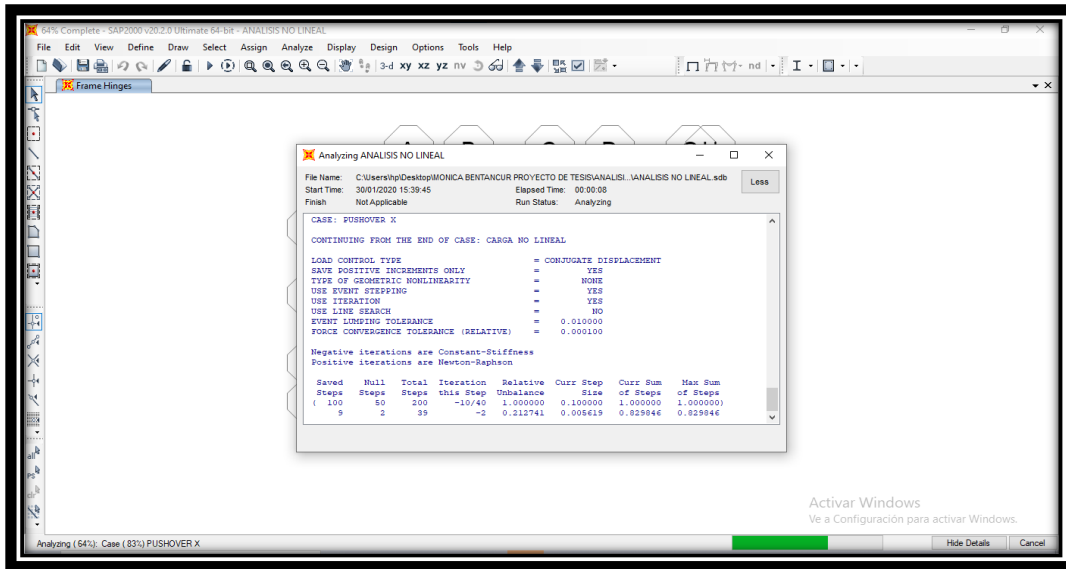 64% Complete - SAP2000 v20.2.0 Ultimate 64-bit - ANALISIS NO LINEAL
File Edit View Define Draw Select Assign Analyze Display Design Options Tools Help
3-d xy xz yz nv nd
Frame Hinges
Analyzing ANALISIS NO LINEAL
File Name: C:\Users\hp\Desktop\MONICA BENTANCUR PROYECTO DE TESIS\ANALISI...\ANALISIS NO LINEAL.sdb Less
Start Time: 30/01/2020 15:39:45 Elapsed Time: 00:00:08
Finish Not Applicable Run Status: Analyzing
CASE: PUSHOVER X
CONTINUING FROM THE END OF CASE: CARGA NO LINEAL
LOAD CONTROL TYPE = CONJUGATE DISPLACEMENT
SAVE POSITIVE INCREMENTS ONLY = YES
TYPE OF GEOMETRIC NONLINEARITY = NONE
USE EVENT STEPPING = YES
USE ITERATION = YES
USE LINE SEARCH = NO
EVENT LUMPING TOLERANCE = 0.010000
FORCE CONVERGENCE TOLERANCE (RELATIVE) = 0.000100
Negative iterations are Constant-Stiffness
Positive iterations are Newton-Raphson
Saved Null Total Iteration Relative Curr Step Curr Sum Max Sum
Steps Steps Steps this Step Unbalance Size of Steps of Steps
( 100 50 200 -10/40 1.000000 0.100000 1.000000 1.000000)
9 2 39 -2 0.212741 0.005619 0.829846 0.829846
all
PS
clr
Activar Windows
Ve a Configuración para activar Windows.
Analyzing ( 64%): Case ( 83%) PUSHOVER X Hide Details Cancel